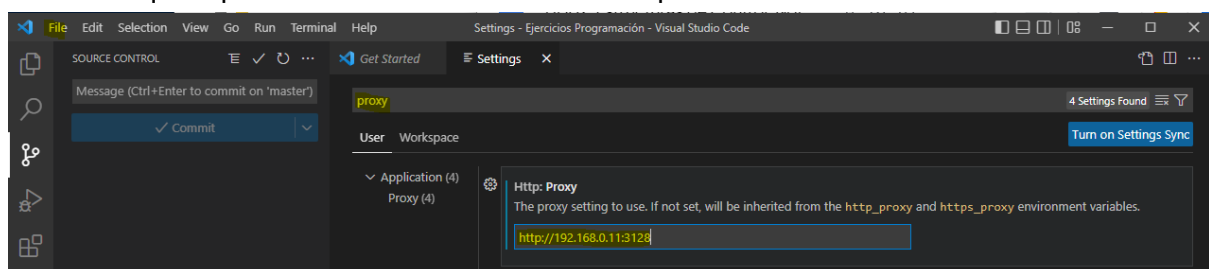 File Edit Selection View Go Run Terminal Help
Settings - Ejercicios Programación - Visual Studio Code
SOURCE CONTROL
Get Started
Settings
Message (Ctrl+Enter to commit on 'master')
proxy
4 Settings Found
Commit
User Workspace
Turn on Settings Sync
Application (4)
Proxy (4)
Http: Proxy
The proxy setting to use. If not set, will be inherited from the http_proxy and https_proxy environment variables.
http://192.168.0.11:3128